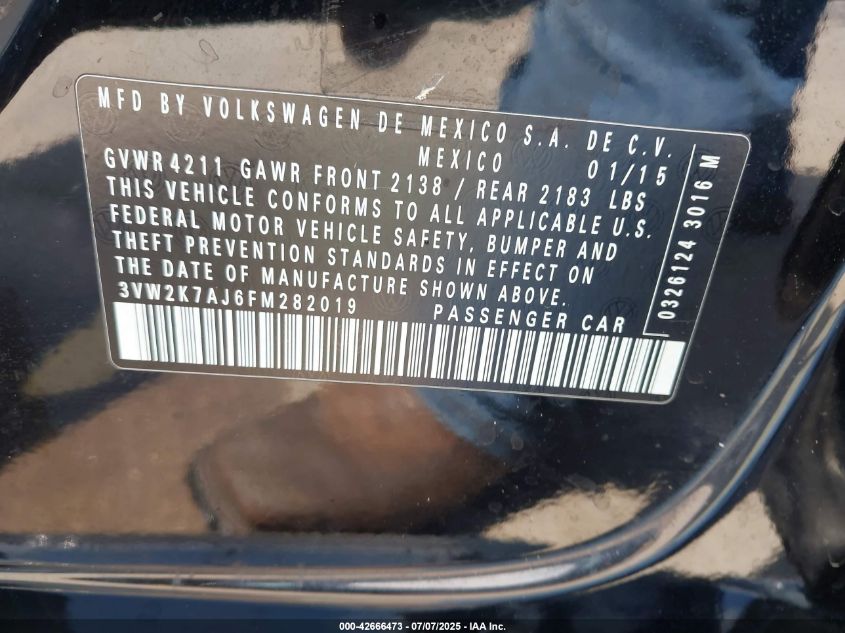 MFD BY VOLKSWAGEN DE MEXICO S.A. DE C.V.
MEXICO 01/15
GVWR 4211 GAWR FRONT 2138 / REAR 2183 LBS
THIS VEHICLE CONFORMS TO ALL APPLICABLE U.S.
FEDERAL MOTOR VEHICLE SAFETY, BUMPER AND
THEFT PREVENTION STANDARDS IN EFFECT ON
THE DATE OF MANUFACTURE SHOWN ABOVE.
3VW2K7AJ6FM282019 PASSENGER CAR
0326124 3016 M
000-42666473 - 07/07/2025 - IAA Inc.